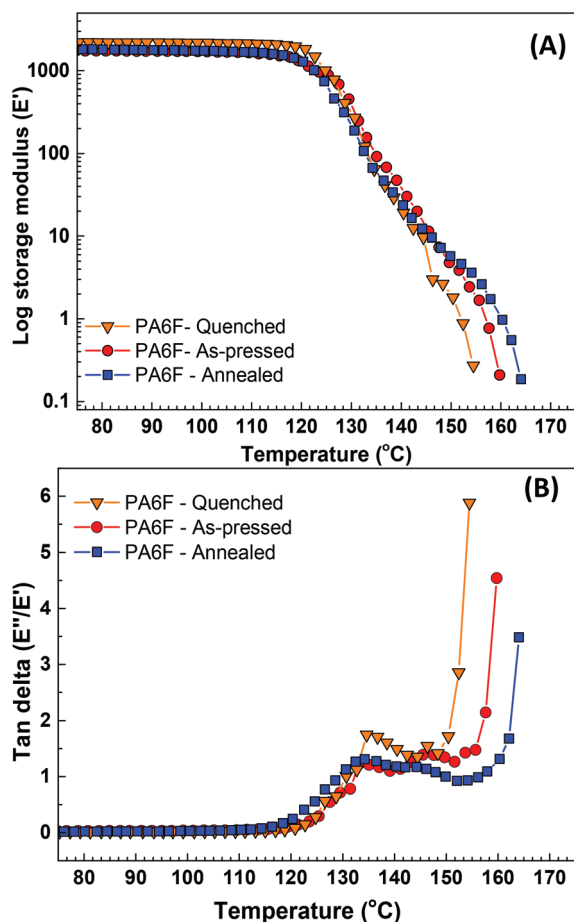 (A)
Log storage modulus (E')
1000
100
10
1
0.1
PA6F - Quenched
PA6F- As-pressed
PA6F - Annealed
80 90 100 110 120 130 140 150 160 170
Temperature (°C)
(B)
Tan delta (E"/E')
6
5
4
3
2
1
0
PA6F - Quenched
PA6F - As-pressed
PA6F - Annealed
80 90 100 110 120 130 140 150 160 170
Temperature (°C)